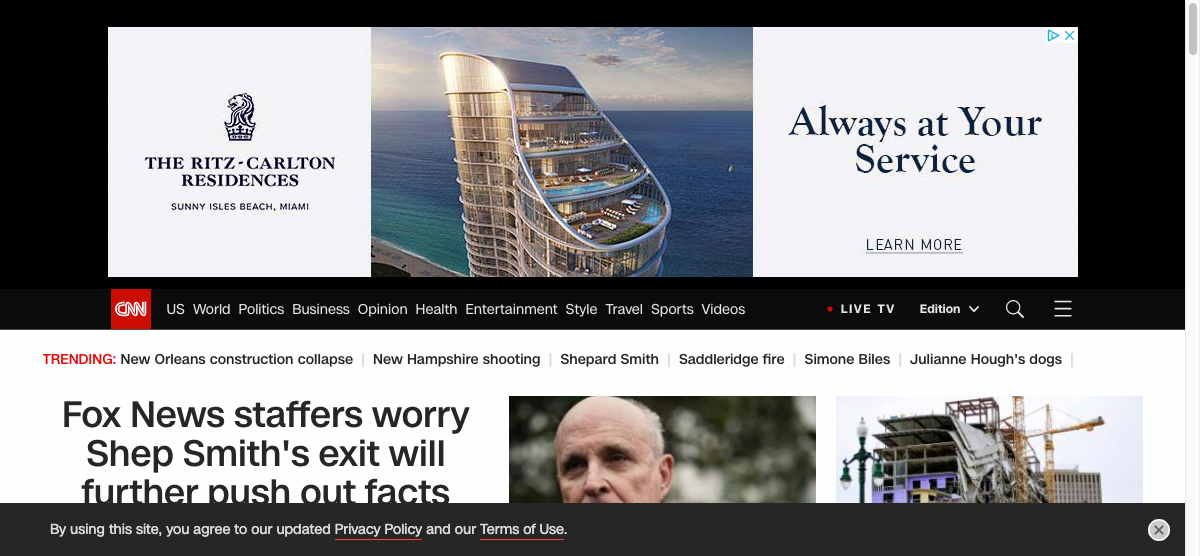 THE RITZ-CARLTON
RESIDENCES
SUNNY ISLES BEACH, MIAMI
Always at Your
Service
LEARN MORE
CNN US World Politics Business Opinion Health Entertainment Style Travel Sports Videos LIVE TV Edition
TRENDING: New Orleans construction collapse | New Hampshire shooting | Shepard Smith | Saddleridge fire | Simone Biles | Julianne Hough's dogs |
Fox News staffers worry
Shep Smith's exit will
further push out facts
By using this site, you agree to our updated Privacy Policy and our Terms of Use.